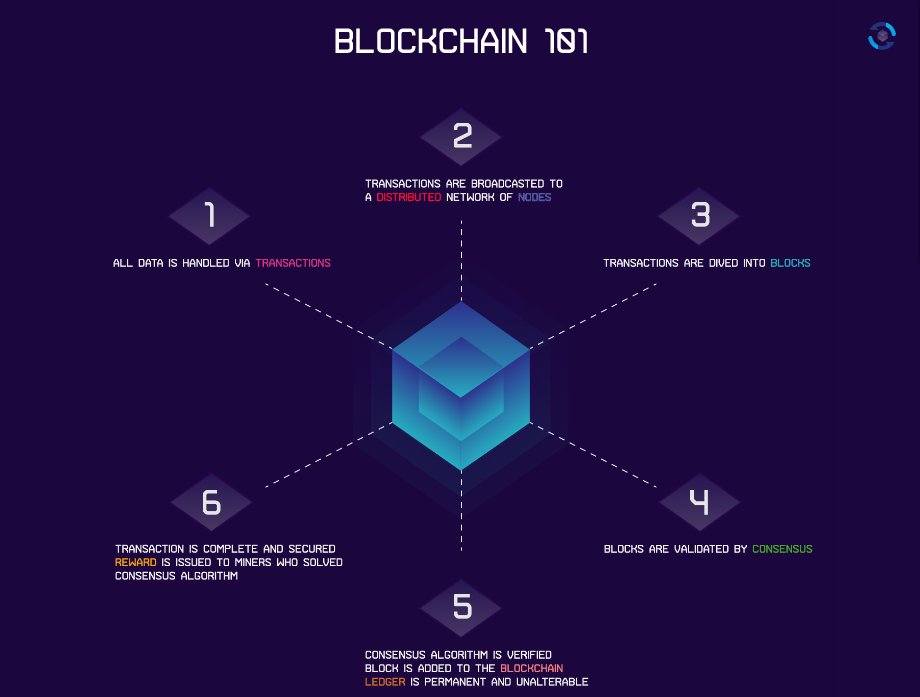 BLOCKCHAIN 101
1
ALL DATA IS HANDLED VIA TRANSACTIONS
2
TRANSACTIONS ARE BROADCASTED TO
A DISTRIBUTED NETWORK OF NODES
3
TRANSACTIONS ARE DIVED INTO BLOCKS
4
BLOCKS ARE VALIDATED BY CONSENSUS
5
CONSENSUS ALGORITHM IS VERIFIED
BLOCK IS ADDED TO THE BLOCKCHAIN
LEDGER IS PERMANENT AND UNALTERABLE
6
TRANSACTION IS COMPLETE AND SECURED
REWARD IS ISSUED TO MINERS WHO SOLVED
CONSENSUS ALGORITHM